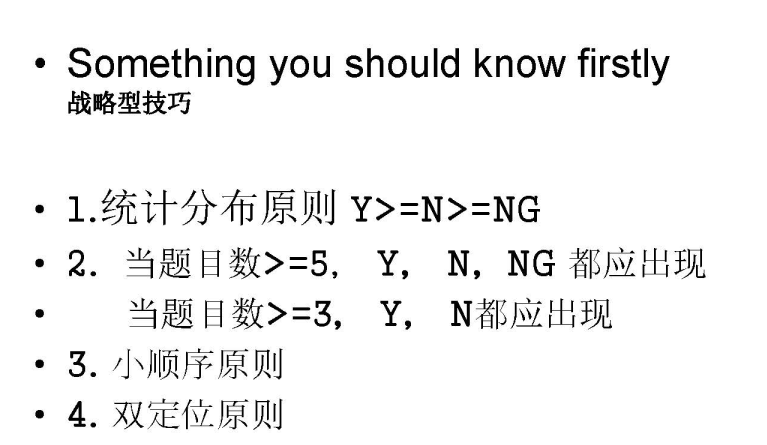 • Something you should know firstly
战略型技巧
• 1.统计分布原则 Y>=N>=NG
• 2. 当题目数>=5, Y, N, NG 都应出现
• 当题目数>=3, Y, N都应出现
• 3. 小顺序原则
• 4. 双定位原则